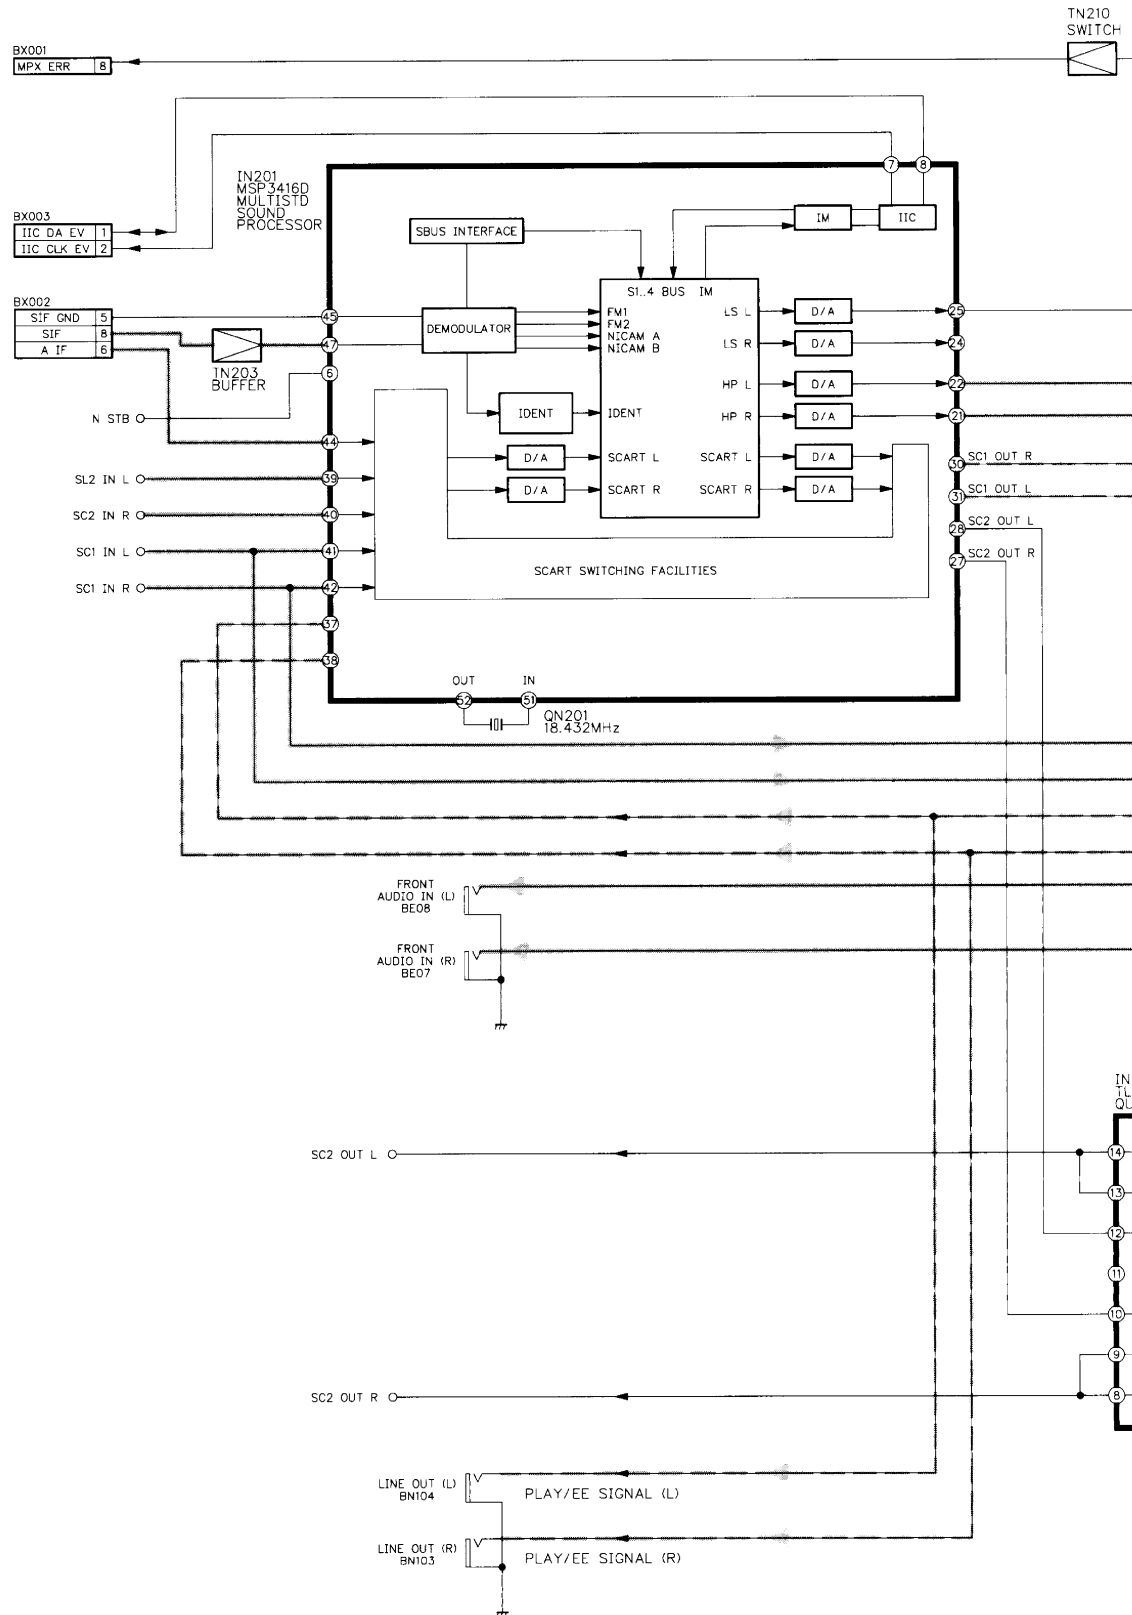 TN210
SWITCH
BX001
MPX ERR 8
7 8
IN201
MSP3416D
MULTISTD
SOUND
PROCESSOR
IM IIC
BX003
IIC DA EV 1
IIC CLK EV 2
SBUS INTERFACE
S1..4 BUS IM
BX002
SIF GND 5
SIF 8
A IF 6
45
DEMODULATOR
FM1
FM2
NICAM A
NICAM B
LS L D/A 25
47
LS R D/A 24
TN203
BUFFER
6
HP L D/A 22
N STB
IDENT IDENT
HP R D/A 21
44
D/A SCART L SCART L D/A
30 SC1 OUT R
SL2 IN L 39
D/A SCART R SCART R D/A
31 SC1 OUT L
SC2 IN R 40
28 SC2 OUT L
SC1 IN L 41
27 SC2 OUT R
SCART SWITCHING FACILITIES
SC1 IN R 42
37
38
OUT IN
52 51
QN201
18.432MHz
FRONT
AUDIO IN (L)
BE08
FRONT
AUDIO IN (R)
BE07
IN
TL
QU
SC2 OUT L 14
13
12
11
10
9
SC2 OUT R 8
LINE OUT (L)
BN104
PLAY/EE SIGNAL (L)
LINE OUT (R)
BN103
PLAY/EE SIGNAL (R)